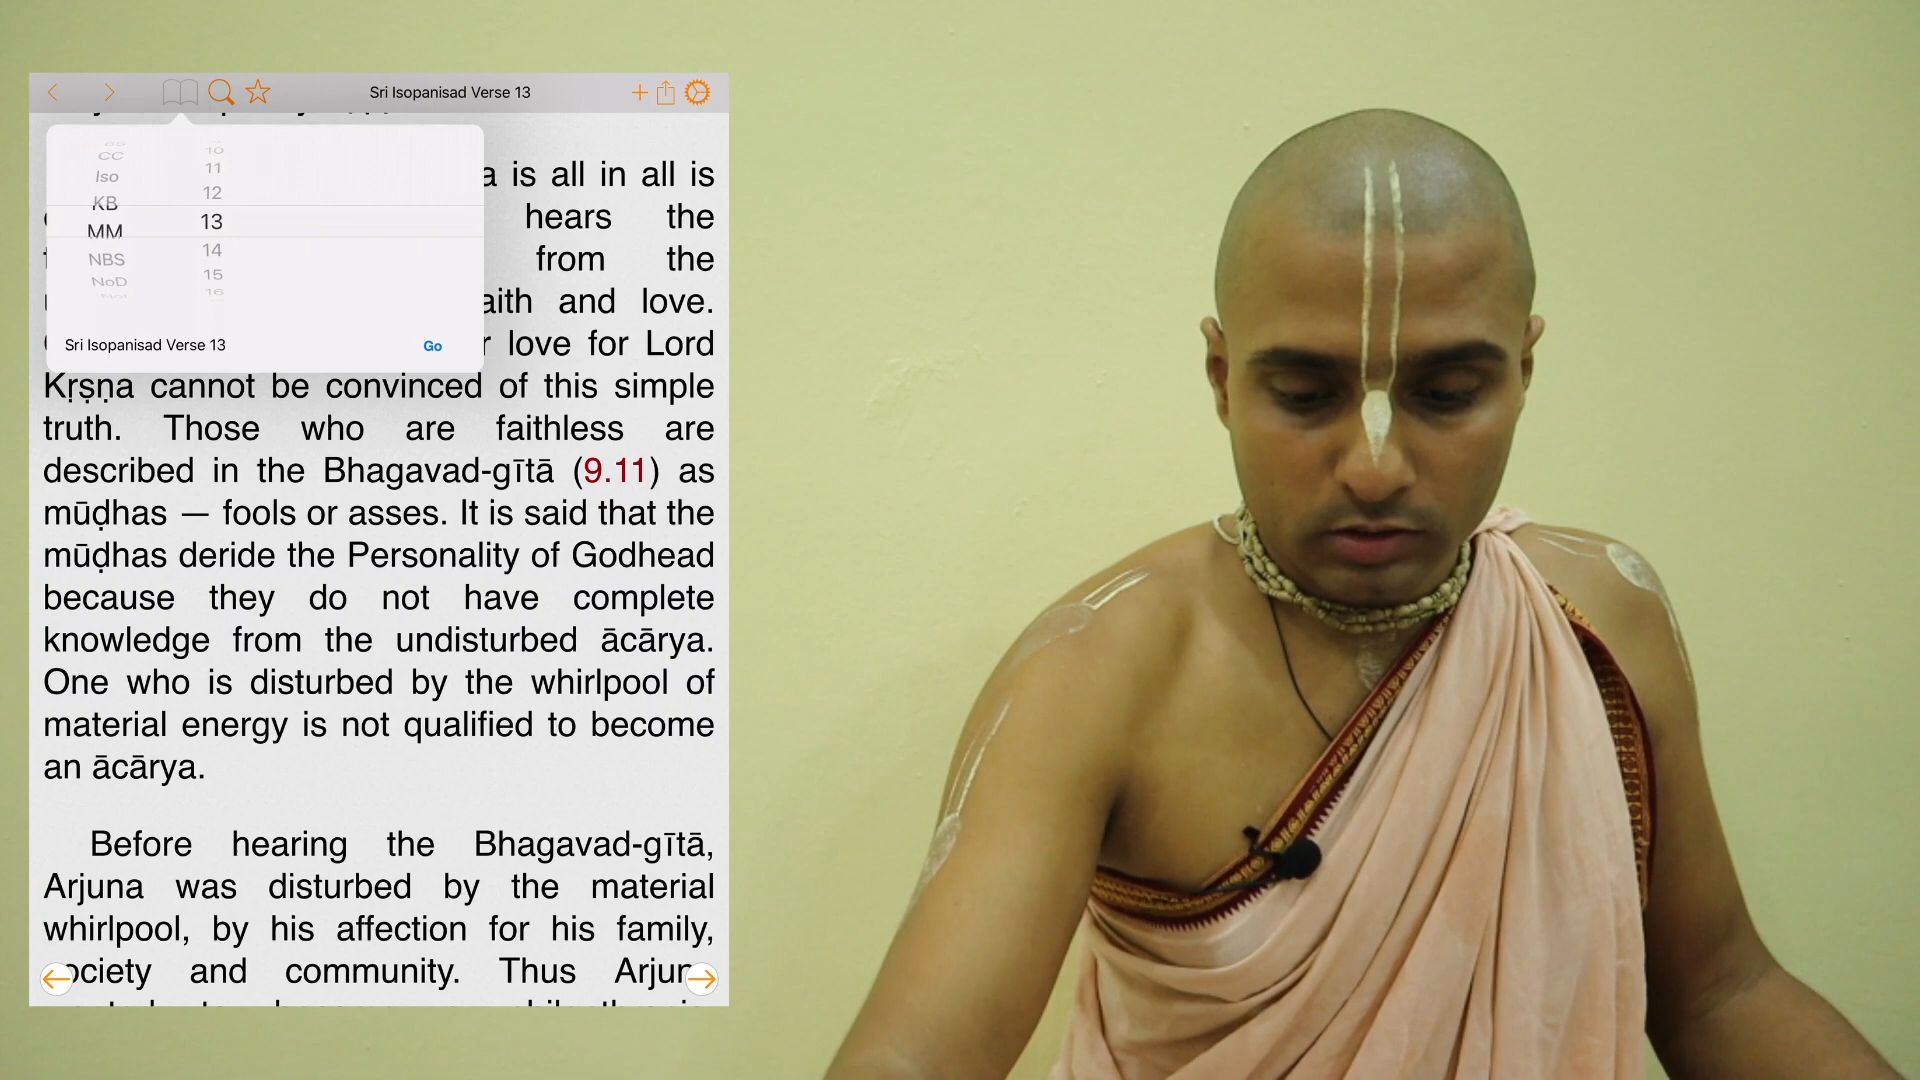 Sri Isopanisad Verse 13
CC
Iso
KB
MM
NBS
NoD
10
11
12
13
14
15
16
Sri Isopanisad Verse 13
Go
a is all in all is
hears the
from the
aith and love.
r love for Lord
Kṛṣṇa cannot be convinced of this simple
truth. Those who are faithless are
described in the Bhagavad-gītā (9.11) as
mūḍhas — fools or asses. It is said that the
mūḍhas deride the Personality of Godhead
because they do not have complete
knowledge from the undisturbed ācārya.
One who is disturbed by the whirlpool of
material energy is not qualified to become
an ācārya.
Before hearing the Bhagavad-gītā,
Arjuna was disturbed by the material
whirlpool, by his affection for his family,
ociety and community. Thus Arjun